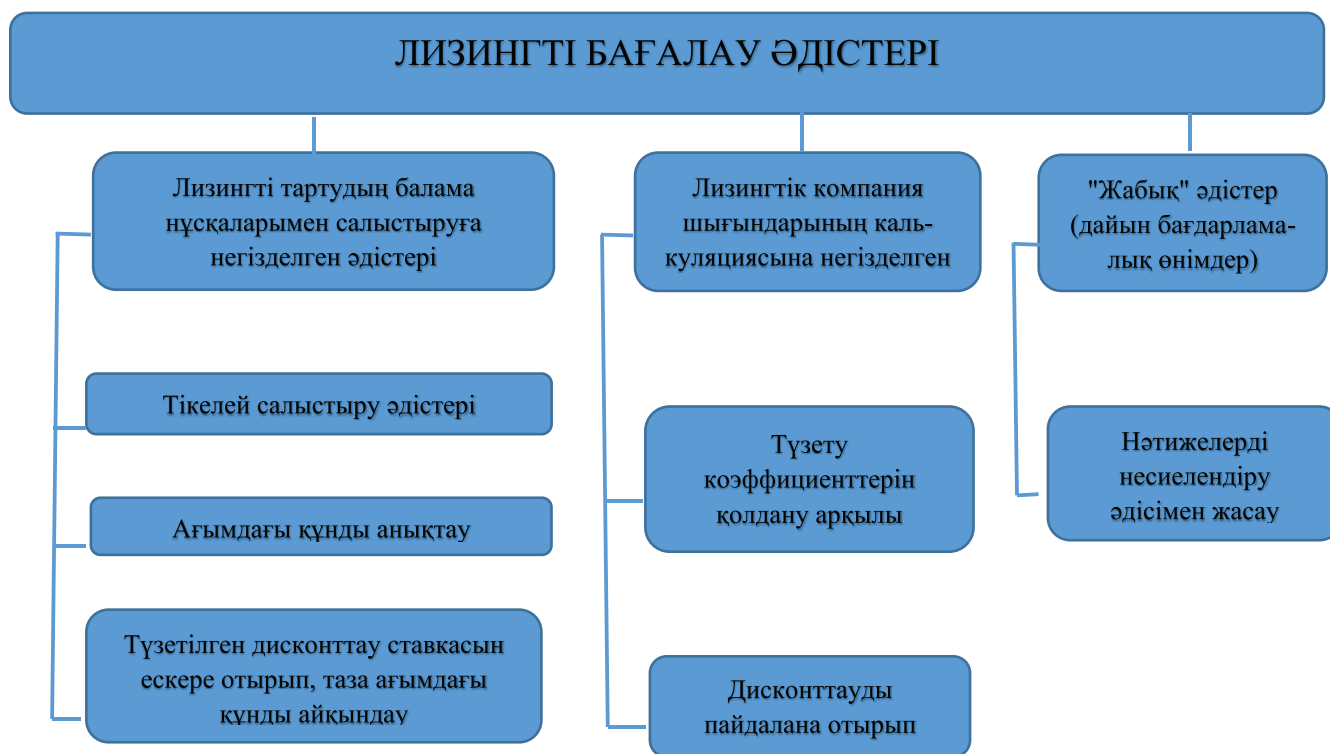 ЛИЗИНГТІ БАҒАЛАУ ӘДІСТЕРІ
Лизингті тартудың балама
нұсқаларымен салыстыруға
негізделген әдістері
Тікелей салыстыру әдістері
Ағымдағы құнды анықтау
Түзетілген дисконттау ставкасын
ескере отырып, таза ағымдағы
құнды айқындау
Лизингтік компания
шығындарының каль-
куляциясына негізделген
Түзету
коэффициенттерін
қолдану арқылы
Дисконттауды
пайдалана отырып
"Жабық" әдістер
(дайын бағдарлама-
лық өнімдер)
Нәтижелерді
несиелендіру
әдісімен жасау